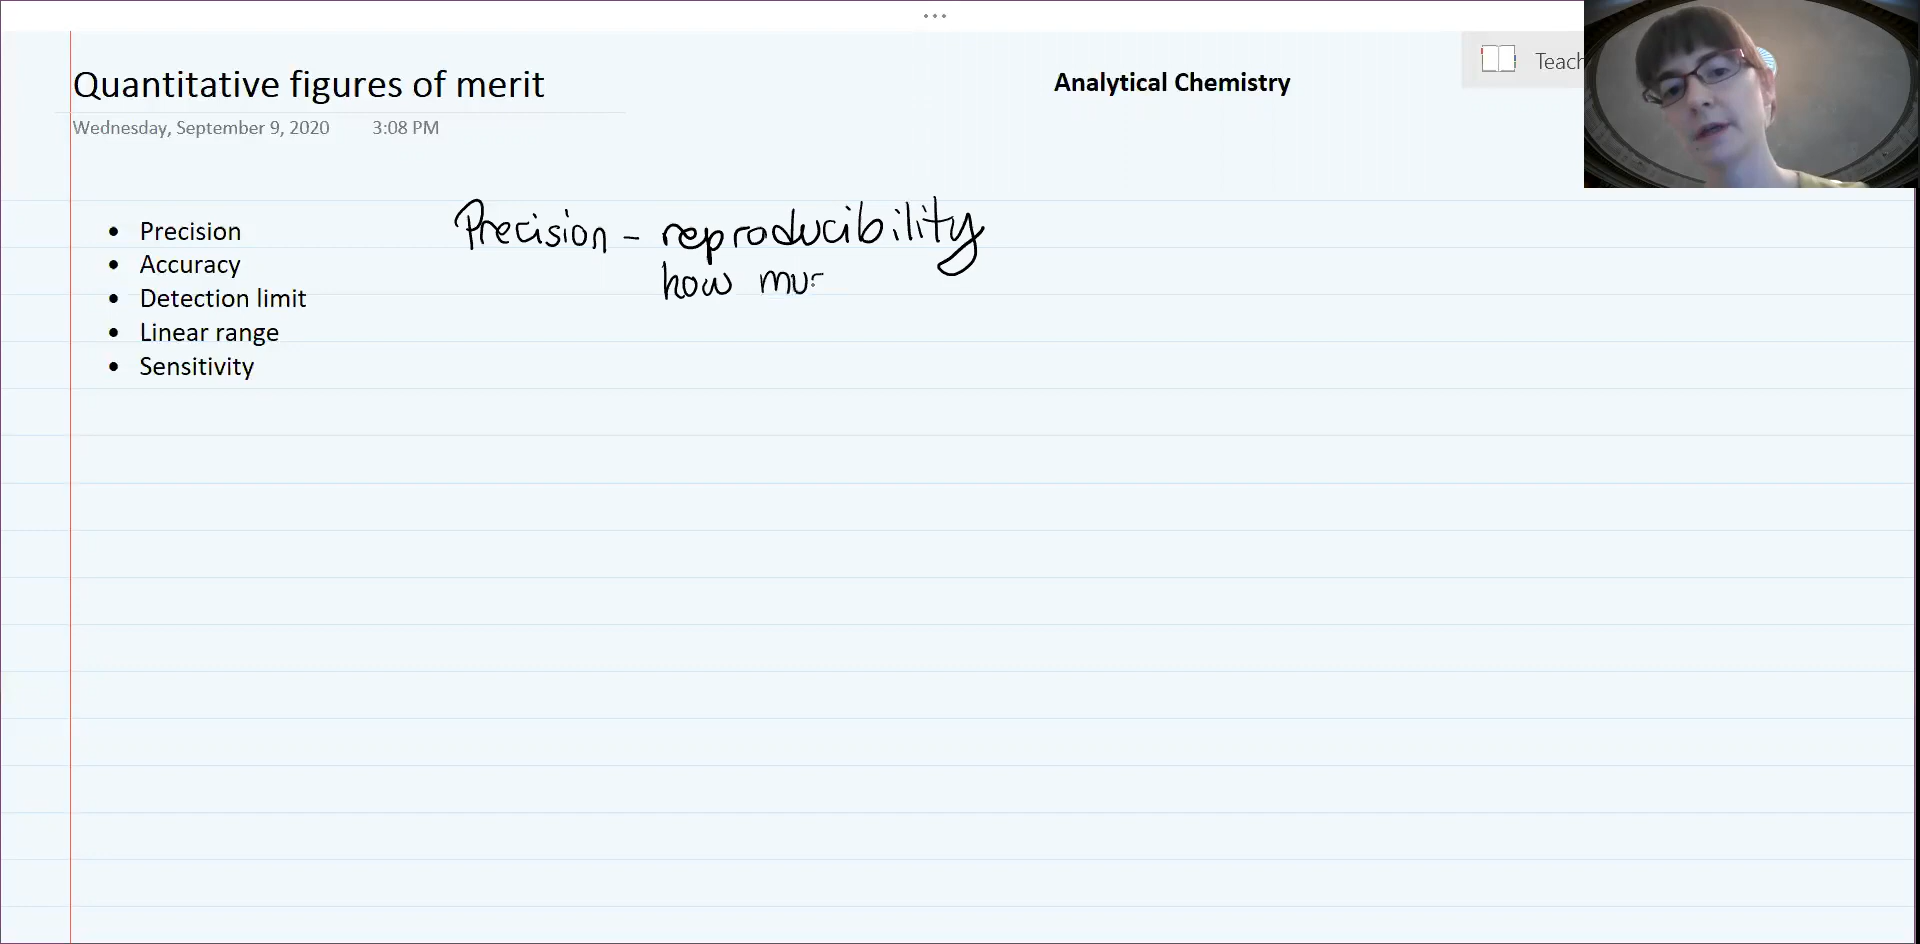 Quantitative figures of merit
Analytical Chemistry
Teach
Wednesday, September 9, 2020 3:08 PM
• Precision
• Accuracy
• Detection limit
• Linear range
• Sensitivity
Precision - reproducibility
how